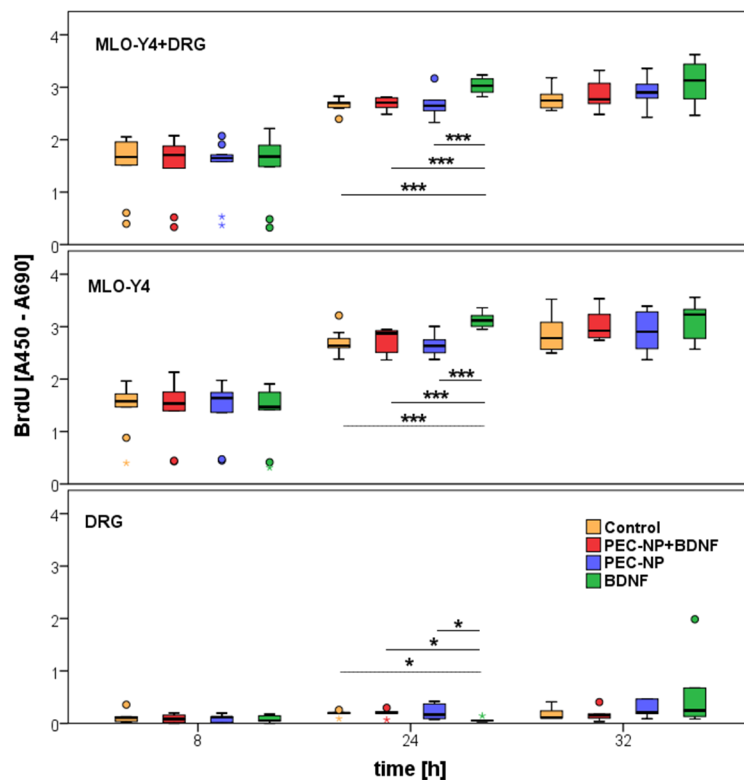 MLO-Y4+DRG
4
3
2
1
0
***
***
***
MLO-Y4
4
3
2
1
0
***
***
***
DRG
4
3
2
1
0
*
*
*
Control
PEC-NP+BDNF
PEC-NP
BDNF
8 24 32
time [h]
BrdU [A450 - A690]